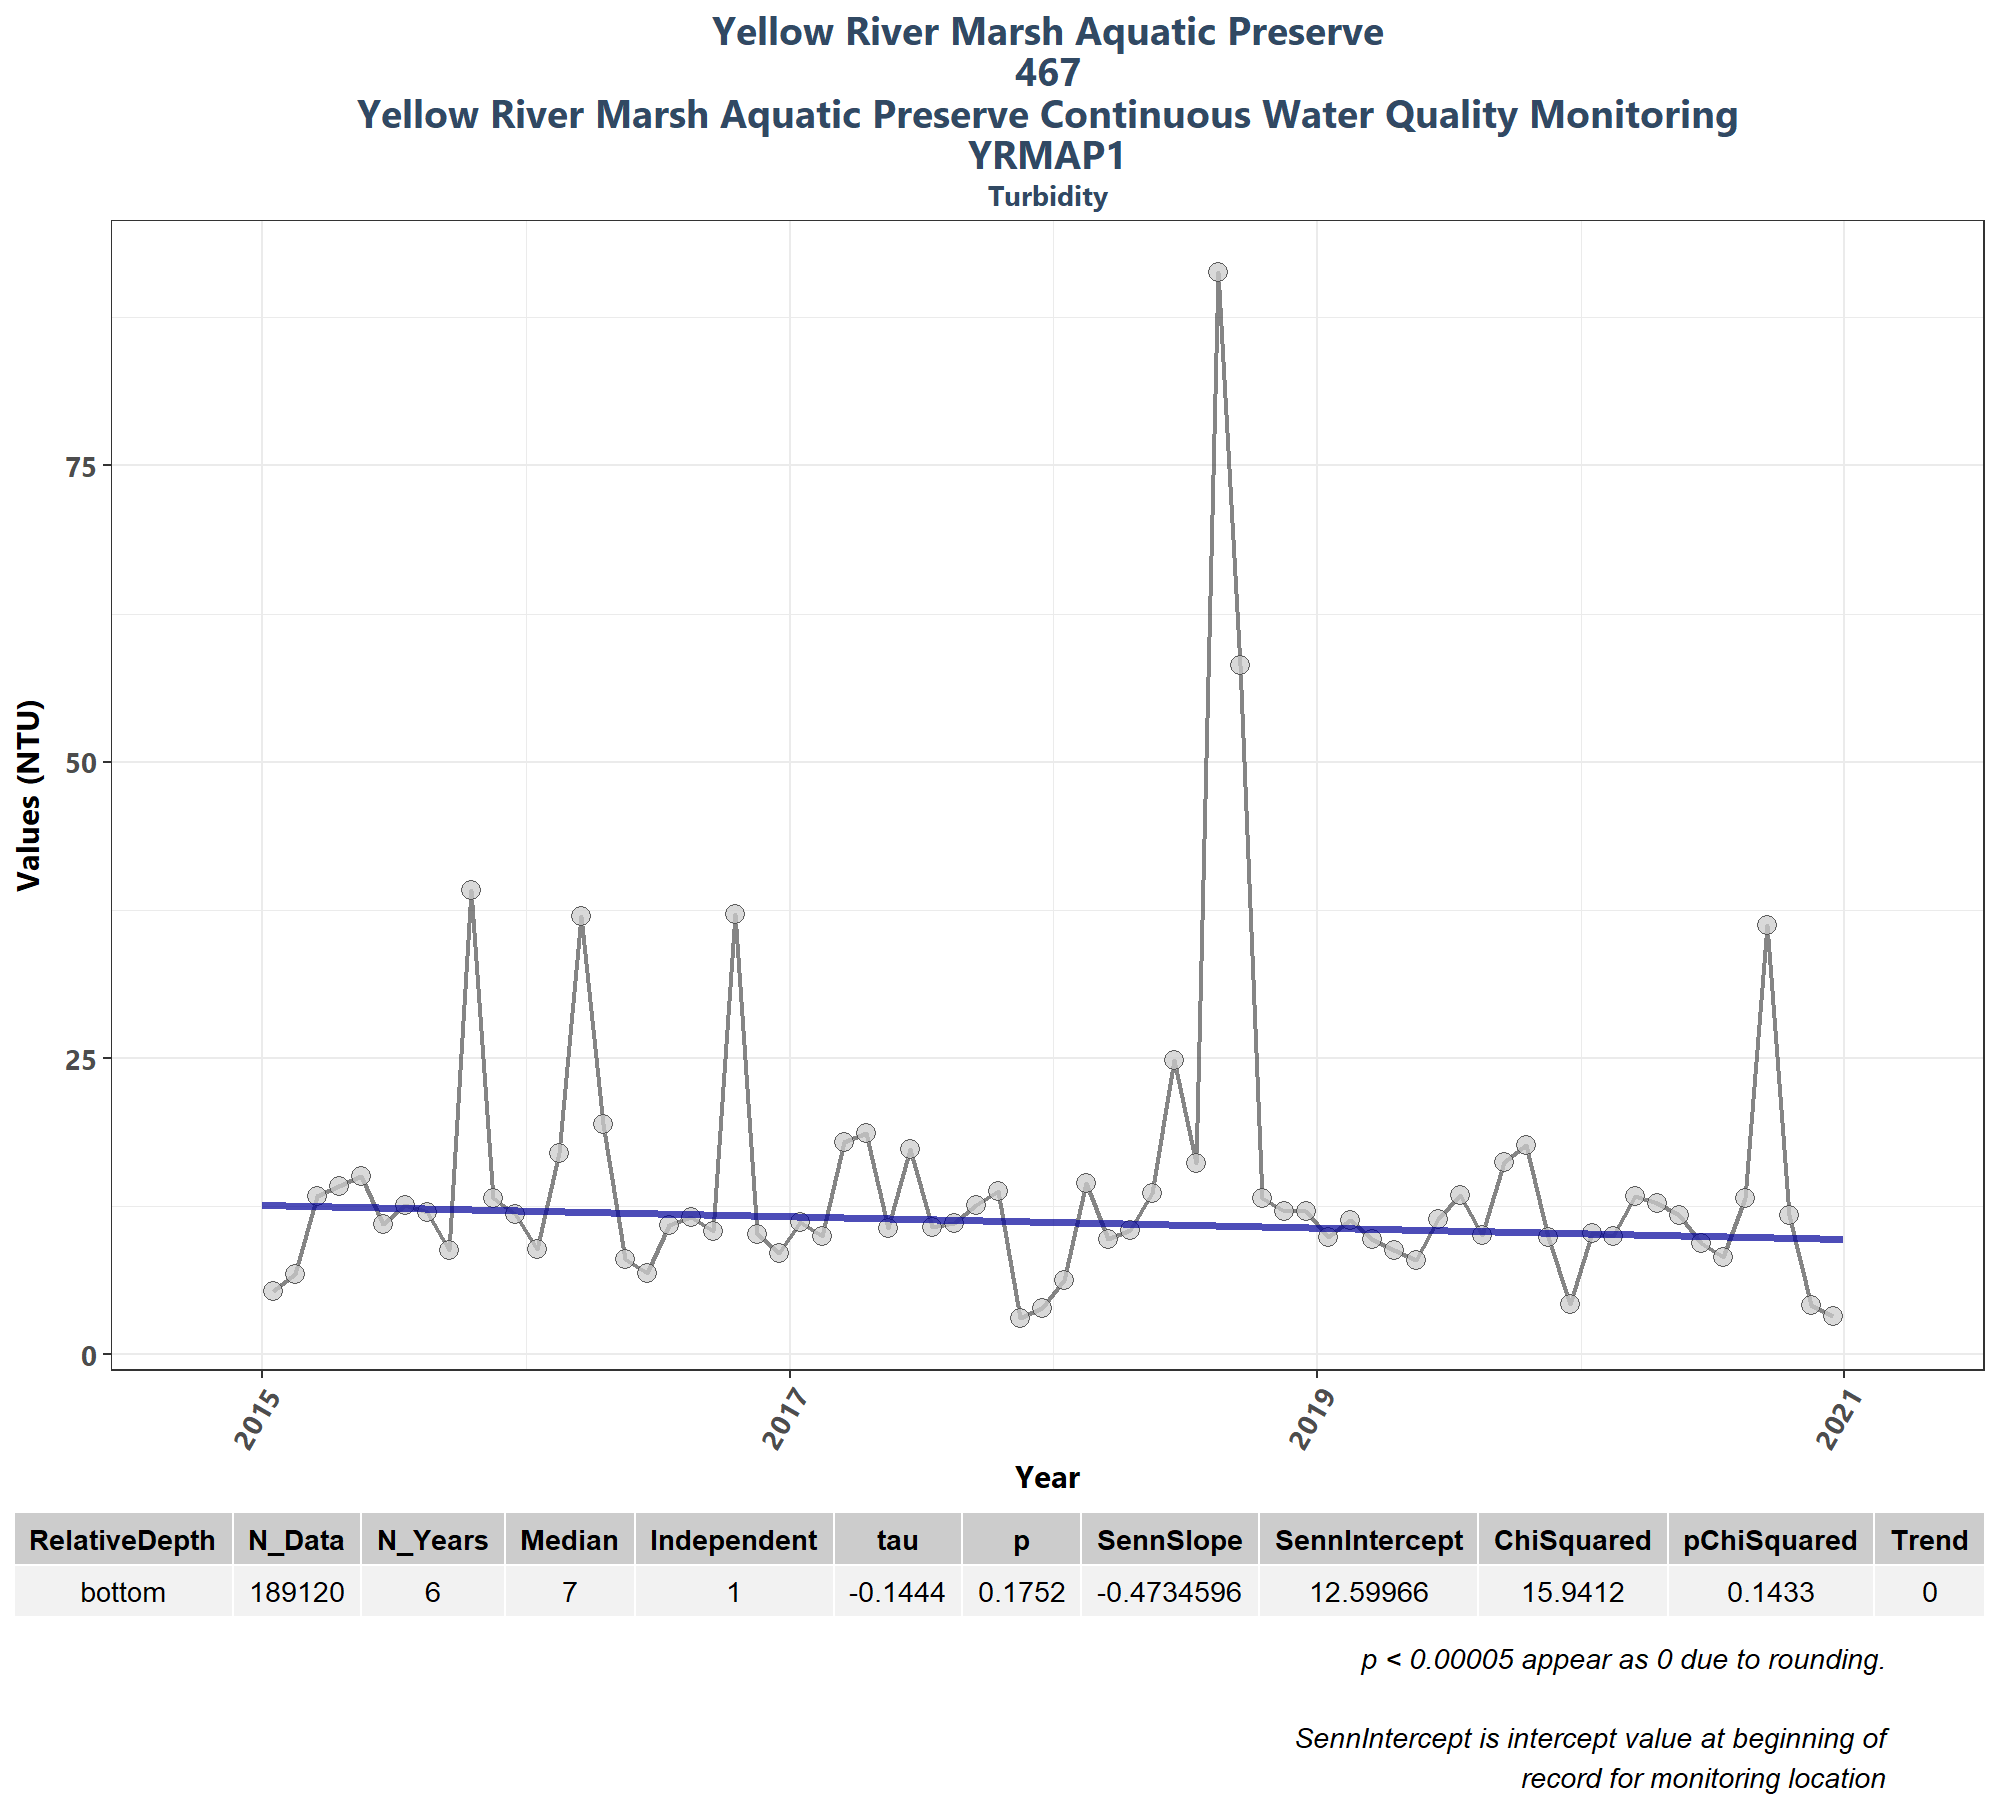 Yellow River Marsh Aquatic Preserve
467
Yellow River Marsh Aquatic Preserve Continuous Water Quality Monitoring
YRMAP1
Turbidity
Values (NTU)
75
50
25
0
2015 2017 2019 2021
Year
RelativeDepth N_Data N_Years Median Independent tau p SennSlope SennIntercept ChiSquared pChiSquared Trend
bottom 189120 6 7 1 -0.1444 0.1752 -0.4734596 12.59966 15.9412 0.1433 0
p < 0.00005 appear as 0 due to rounding.
SennIntercept is intercept value at beginning of
record for monitoring location